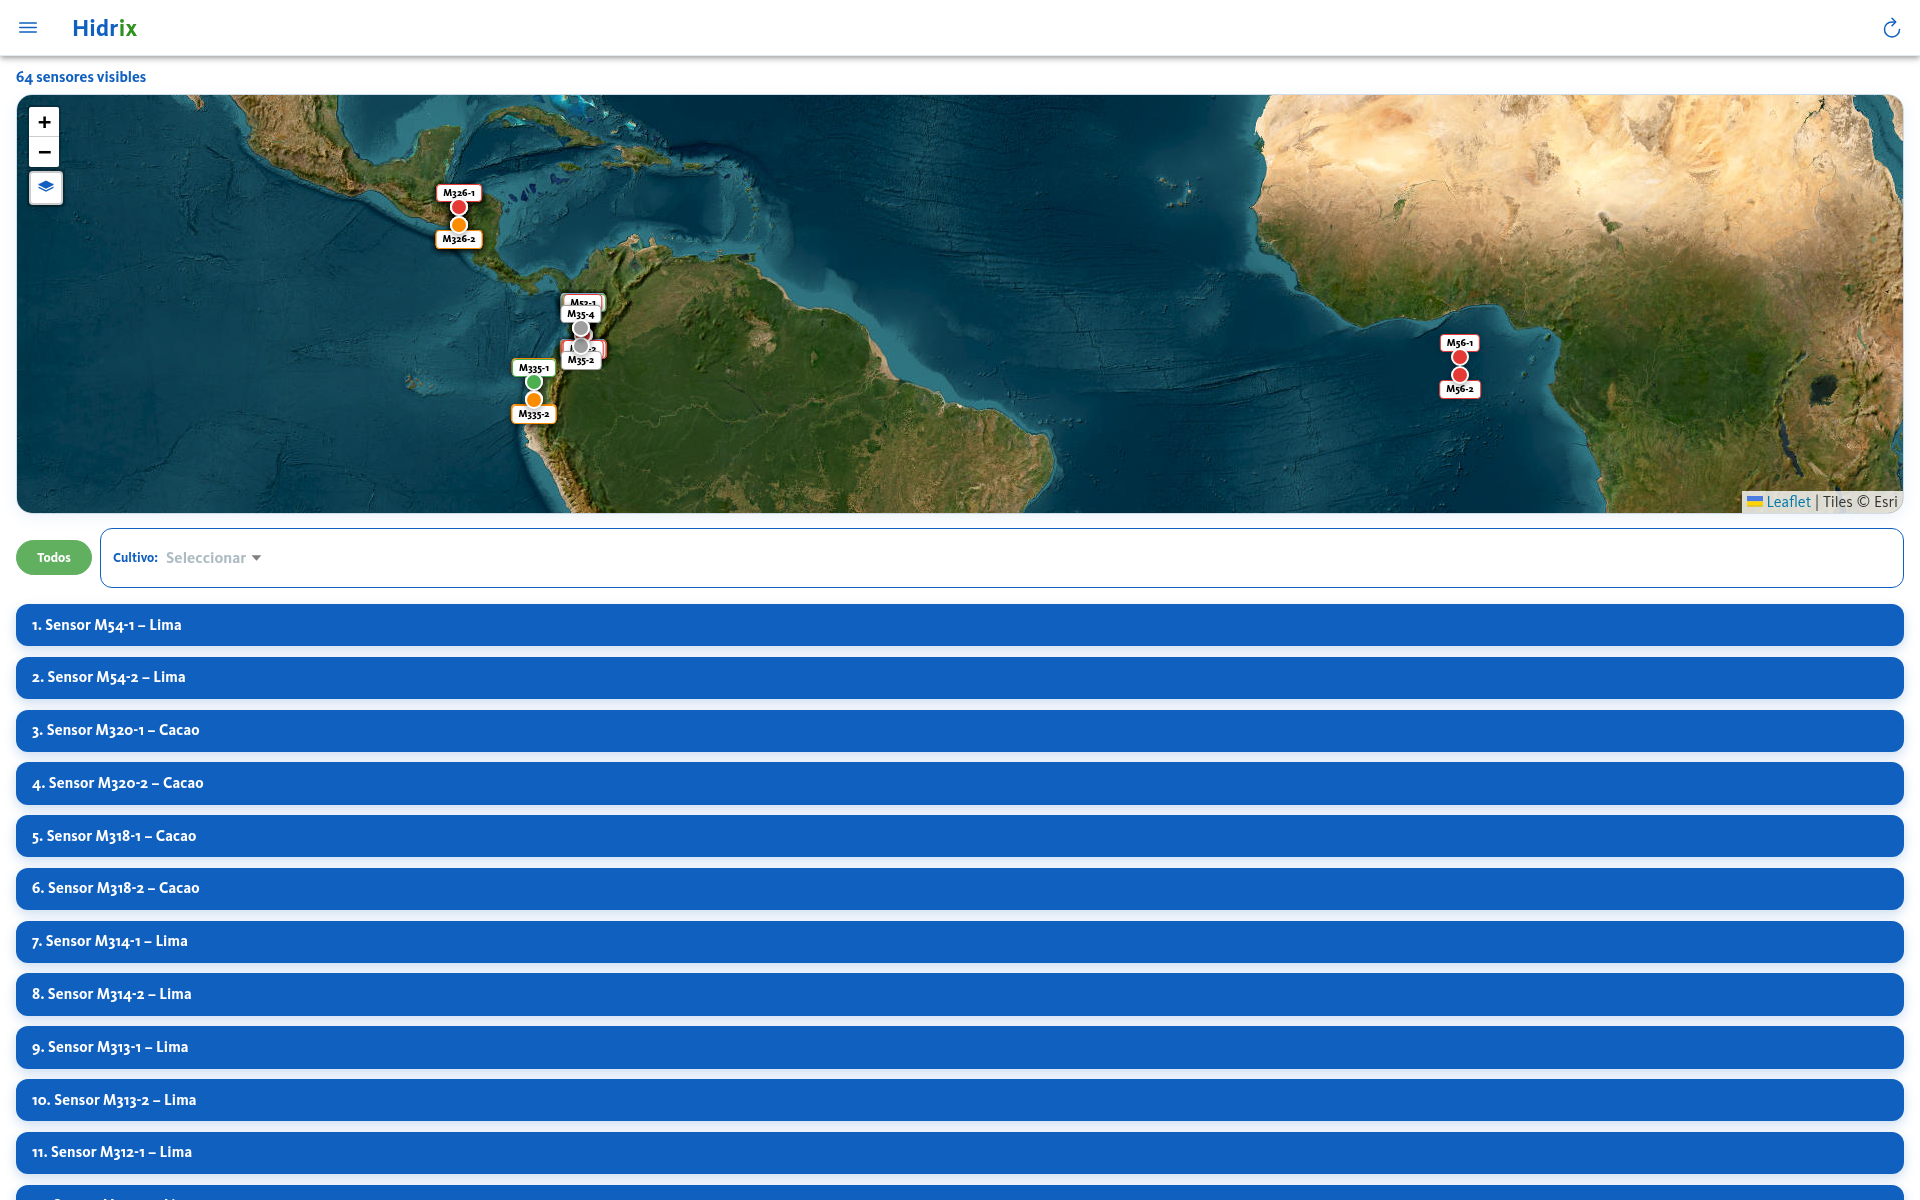 Hidrix
64 sensores visibles
+
−
M326-1
M326-2
M52-1
M35-4
M35-2
M335-1
M335-2
M56-1
M56-2
Leaflet | Tiles © Esri
Todos
Cultivo: Seleccionar
1. Sensor M54-1 – Lima
2. Sensor M54-2 – Lima
3. Sensor M320-1 – Cacao
4. Sensor M320-2 – Cacao
5. Sensor M318-1 – Cacao
6. Sensor M318-2 – Cacao
7. Sensor M314-1 – Lima
8. Sensor M314-2 – Lima
9. Sensor M313-1 – Lima
10. Sensor M313-2 – Lima
11. Sensor M312-1 – Lima